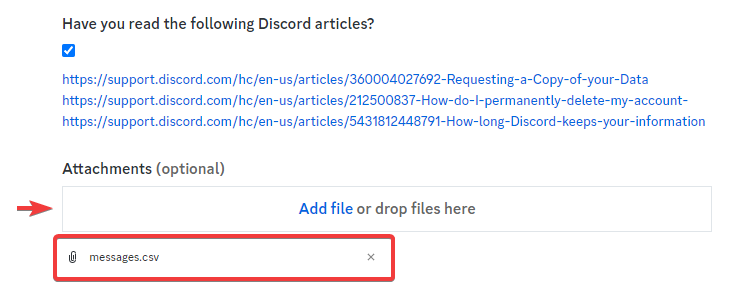 Have you read the following Discord articles?
https://support.discord.com/hc/en-us/articles/360004027692-Requesting-a-Copy-of-your-Data
https://support.discord.com/hc/en-us/articles/212500837-How-do-I-permanently-delete-my-account-
https://support.discord.com/hc/en-us/articles/5431812448791-How-long-Discord-keeps-your-information
Attachments (optional)
Add file or drop files here
messages.csv